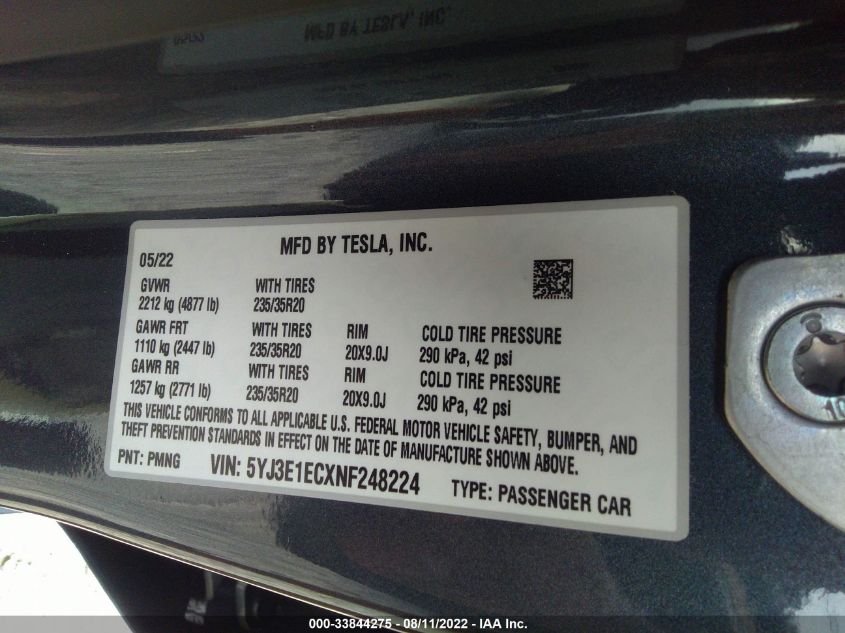 MFD BY TESLA, INC.
05/22
GVWR WITH TIRES
2212 kg (4877 lb) 235/35R20
GAWR FRT WITH TIRES RIM COLD TIRE PRESSURE
1110 kg (2447 lb) 235/35R20 20X9.0J 290 kPa, 42 psi
GAWR RR WITH TIRES RIM COLD TIRE PRESSURE
1257 kg (2771 lb) 235/35R20 20X9.0J 290 kPa, 42 psi
THIS VEHICLE CONFORMS TO ALL APPLICABLE U.S. FEDERAL MOTOR VEHICLE SAFETY, BUMPER, AND
THEFT PREVENTION STANDARDS IN EFFECT ON THE DATE OF MANUFACTURE SHOWN ABOVE.
PNT: PMNG VIN: 5YJ3E1ECXNF248224 TYPE: PASSENGER CAR
000-33844275 - 08/11/2022 - IAA Inc.